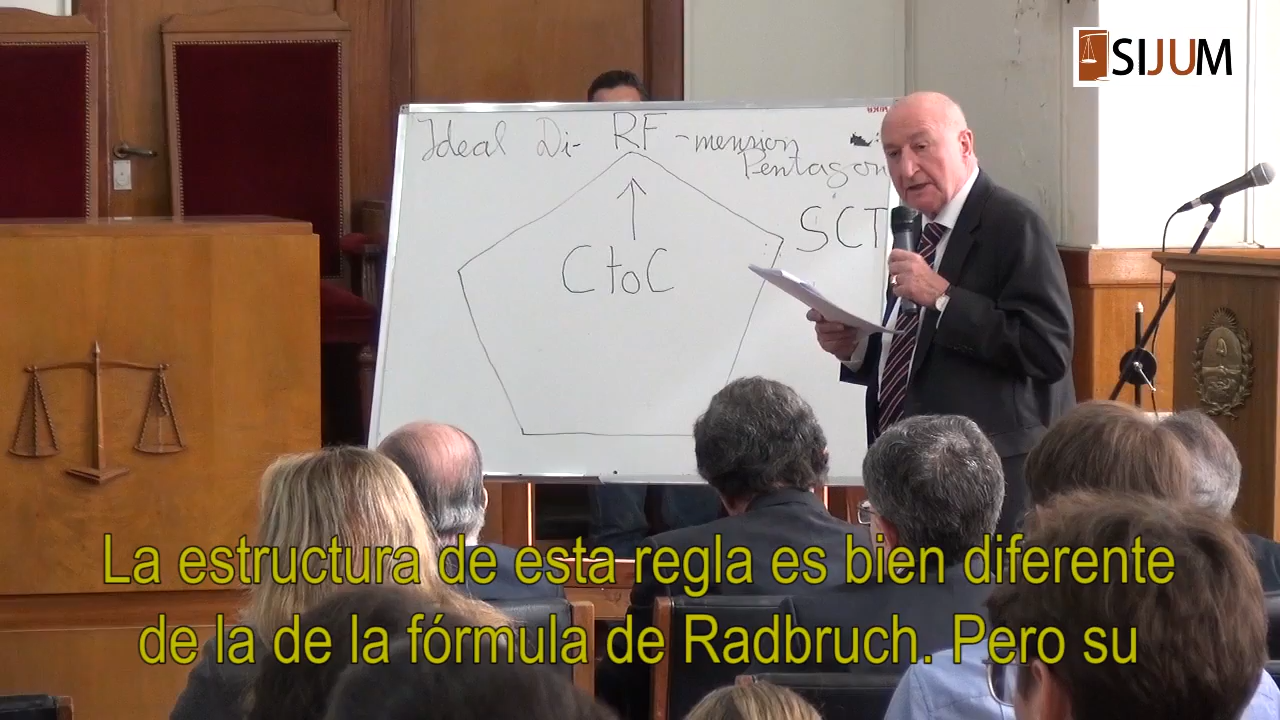 SIJUM
Ideal Di- RF -mension
Pentagon
SCT
CtoC
La estructura de esta regla es bien diferente
de la de la fórmula de Radbruch. Pero su